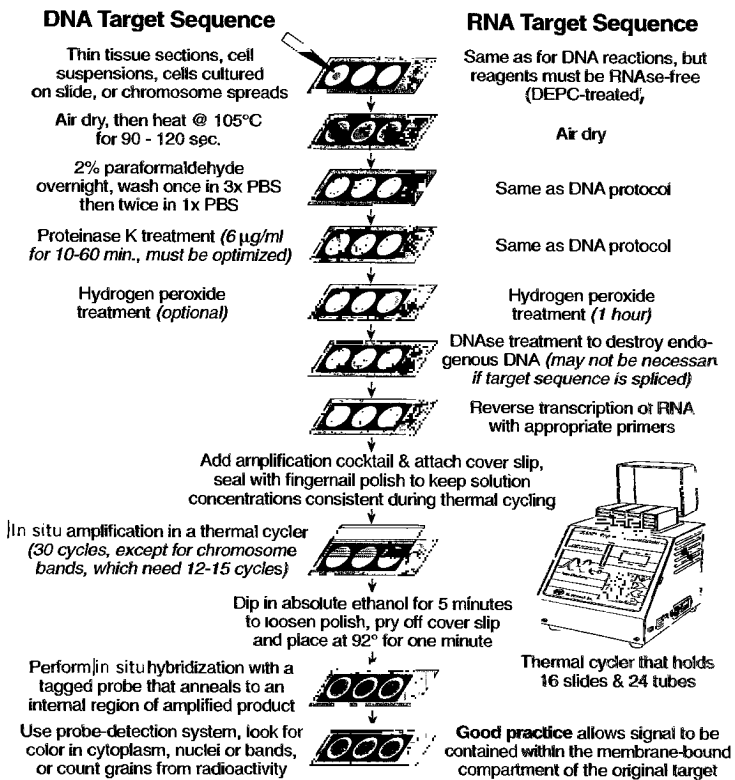 DNA Target Sequence
RNA Target Sequence
Thin tissue sections, cell
suspensions, cells cultured
on slide, or chromosome spreads
Same as for DNA reactions, but
reagents must be RNAse-free
(DEPC-treated,
Air dry, then heat @ 105°C
for 90 - 120 sec.
Air dry
2% paraformaldehyde
overnight, wash once in 3x PBS
then twice in 1x PBS
Same as DNA protocol
Proteinase K treatment (6 µg/ml
for 10-60 min., must be optimized)
Same as DNA protocol
Hydrogen peroxide
treatment (optional)
Hydrogen peroxide
treatment (1 hour)
DNAse treatment to destroy endo-
genous DNA (may not be necessan
if target sequence is spliced)
Reverse transcription of RNA
with appropriate primers
Add amplification cocktail & attach cover slip,
seal with fingernail polish to keep solution
concentrations consistent during thermal cycling
In situ amplification in a thermal cycler
(30 cycles, except for chromosome
bands, which need 12-15 cycles)
Dip in absolute ethanol for 5 minutes
to loosen polish, pry off cover slip
and place at 92° for one minute
Thermal cycler that holds
16 slides & 24 tubes
Perform in situ hybridization with a
tagged probe that anneals to an
internal region of amplified product
Use probe-detection system, look for
color in cytoplasm, nuclei or bands,
or count grains from radioactivity
Good practice allows signal to be
contained within the membrane-bound
compartment of the original target